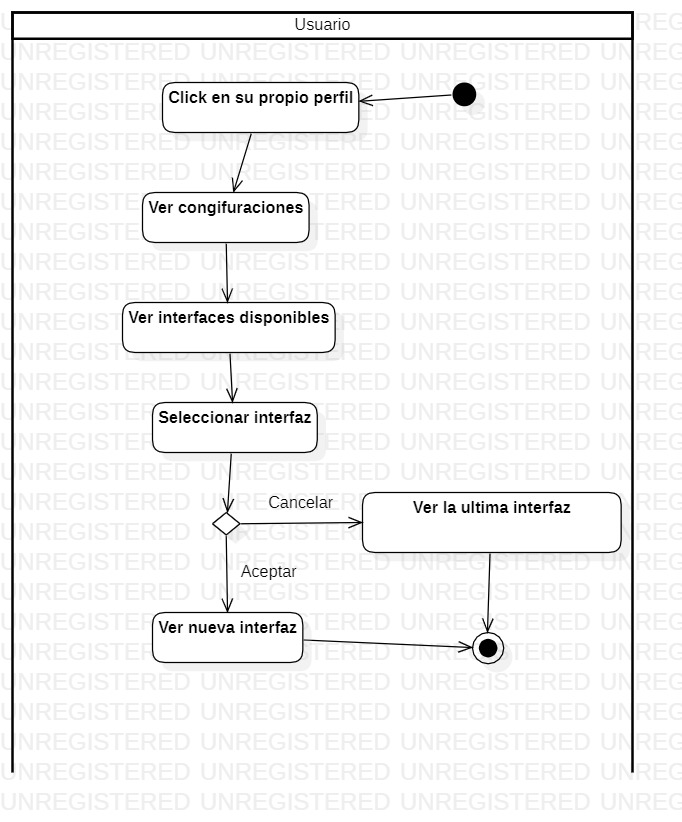 Usuario
Click en su propio perfil
Ver congifuraciones
Ver interfaces disponibles
Seleccionar interfaz
Cancelar
Ver la ultima interfaz
Aceptar
Ver nueva interfaz
UNREGISTERED